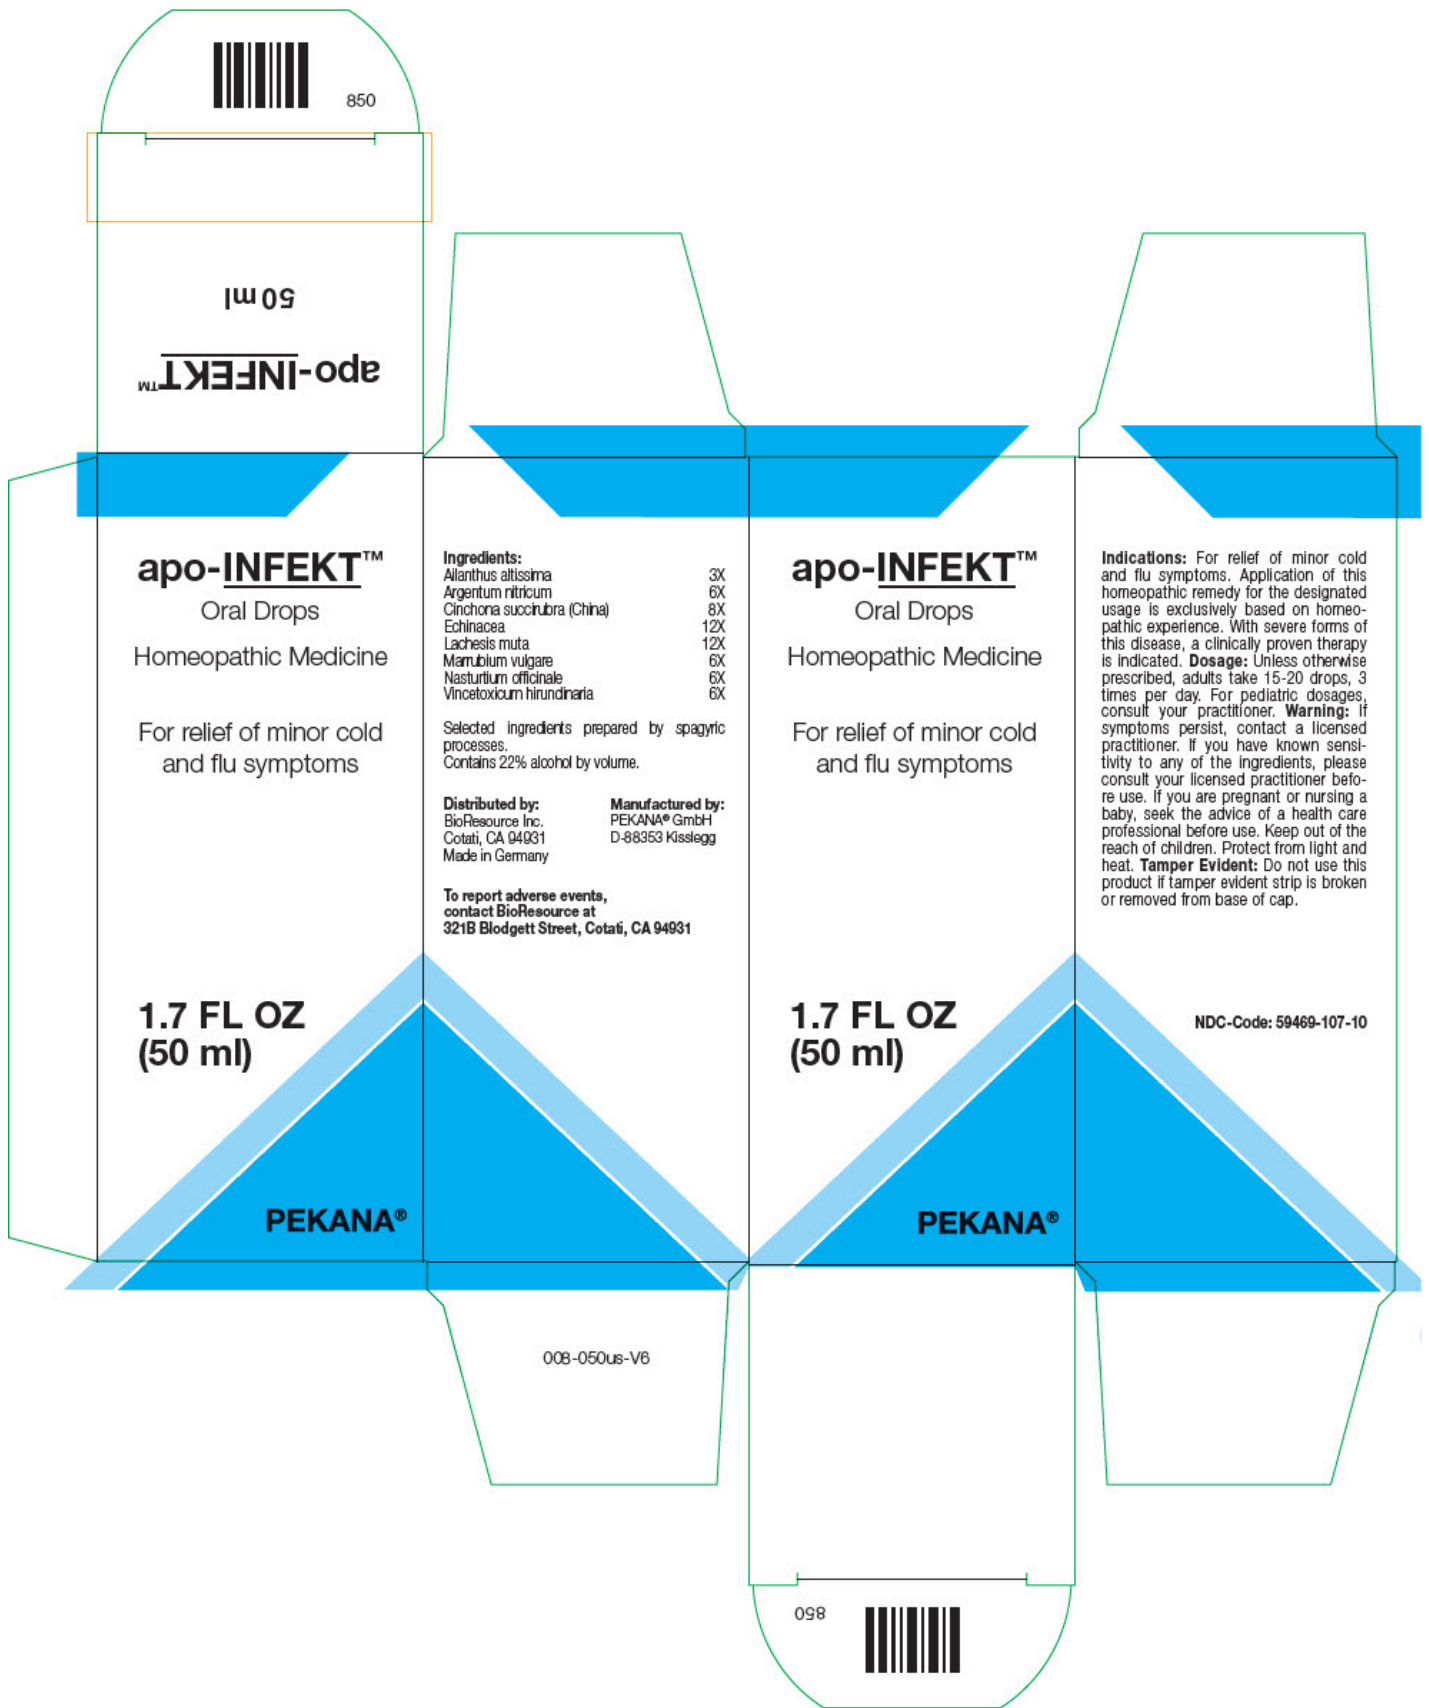 850
50 ml
apo-INFEKT™
apo-INFEKT™
Oral Drops
Homeopathic Medicine
For relief of minor cold
and flu symptoms
1.7 FL OZ
(50 ml)
PEKANA®
Ingredients:
Ailanthus altissima 3X
Argentum nitricum 6X
Cinchona succirubra (China) 8X
Echinacea 12X
Lachesis muta 12X
Marrubium vulgare 6X
Nasturtium officinale 6X
Vincetoxicum hirundinaria 6X
Selected ingredients prepared by spagyric
processes.
Contains 22% alcohol by volume.
Distributed by:
BioResource Inc.
Cotati, CA 94931
Made in Germany
Manufactured by:
PEKANA® GmbH
D-88353 Kisslegg
To report adverse events,
contact BioResource at
321B Blodgett Street, Cotati, CA 94931
008-050us-V6
apo-INFEKT™
Oral Drops
Homeopathic Medicine
For relief of minor cold
and flu symptoms
1.7 FL OZ
(50 ml)
PEKANA®
Indications: For relief of minor cold
and flu symptoms. Application of this
homeopathic remedy for the designated
usage is exclusively based on homeo-
pathic experience. With severe forms of
this disease, a clinically proven therapy
is indicated. Dosage: Unless otherwise
prescribed, adults take 15-20 drops, 3
times per day. For pediatric dosages,
consult your practitioner. Warning: If
symptoms persist, contact a licensed
practitioner. If you have known sensi-
tivity to any of the ingredients, please
consult your licensed practitioner befo-
re use. If you are pregnant or nursing a
baby, seek the advice of a health care
professional before use. Keep out of the
reach of children. Protect from light and
heat. Tamper Evident: Do not use this
product if tamper evident strip is broken
or removed from base of cap.
NDC-Code: 59469-107-10
850